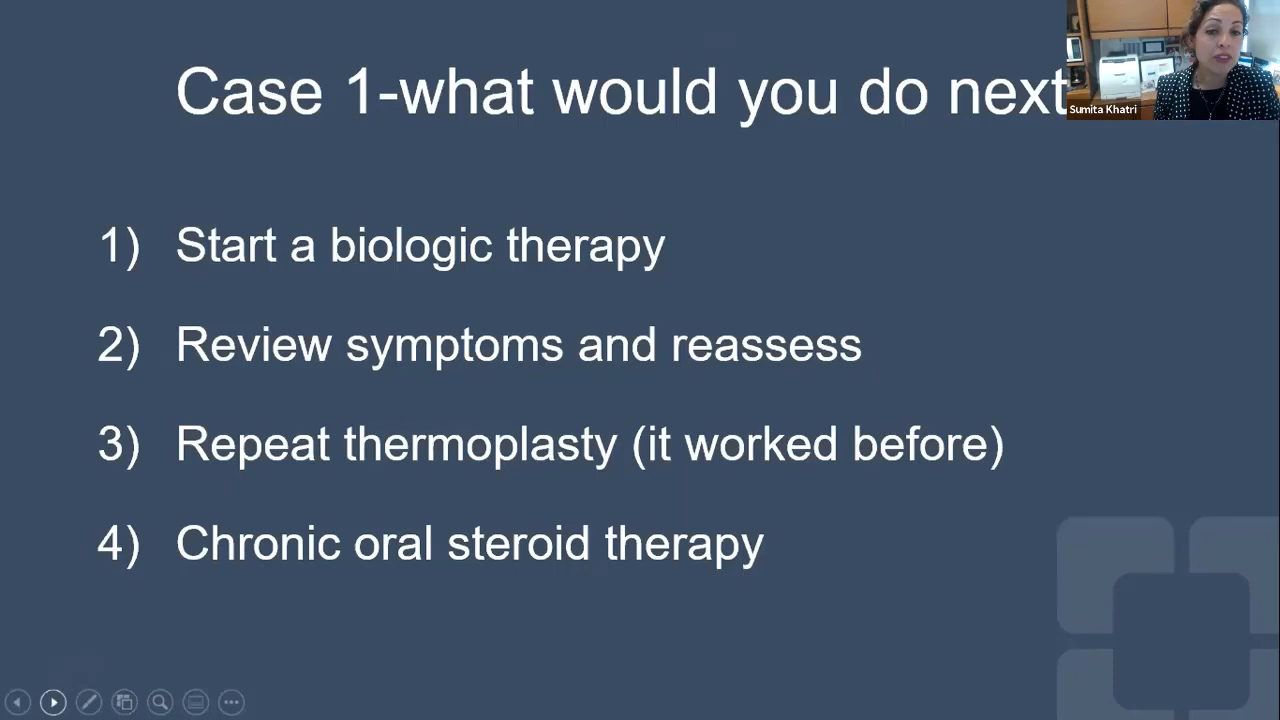 Case 1-what would you do next
Sumita Khatri
1) Start a biologic therapy
2) Review symptoms and reassess
3) Repeat thermoplasty (it worked before)
4) Chronic oral steroid therapy